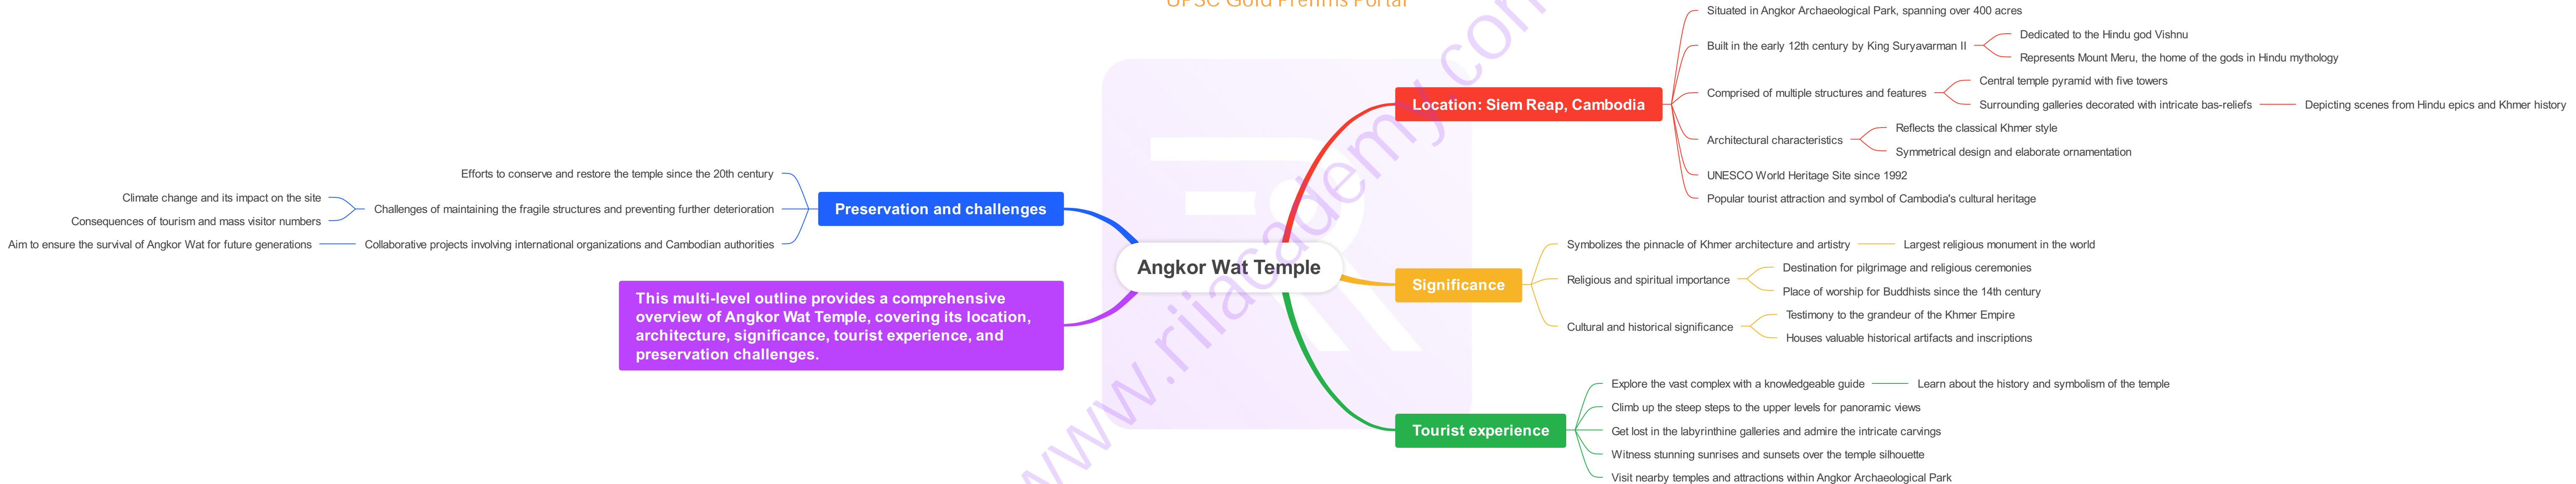 UPSC Gold Prelims Portal
Angkor Wat Temple
Location: Siem Reap, Cambodia
Situated in Angkor Archaeological Park, spanning over 400 acres
Built in the early 12th century by King Suryavarman II
Dedicated to the Hindu god Vishnu
Represents Mount Meru, the home of the gods in Hindu mythology
Comprised of multiple structures and features
Central temple pyramid with five towers
Surrounding galleries decorated with intricate bas-reliefs
Depicting scenes from Hindu epics and Khmer history
Architectural characteristics
Reflects the classical Khmer style
Symmetrical design and elaborate ornamentation
UNESCO World Heritage Site since 1992
Popular tourist attraction and symbol of Cambodia's cultural heritage
Significance
Symbolizes the pinnacle of Khmer architecture and artistry
Largest religious monument in the world
Religious and spiritual importance
Destination for pilgrimage and religious ceremonies
Place of worship for Buddhists since the 14th century
Cultural and historical significance
Testimony to the grandeur of the Khmer Empire
Houses valuable historical artifacts and inscriptions
Tourist experience
Explore the vast complex with a knowledgeable guide
Learn about the history and symbolism of the temple
Climb up the steep steps to the upper levels for panoramic views
Get lost in the labyrinthine galleries and admire the intricate carvings
Witness stunning sunrises and sunsets over the temple silhouette
Visit nearby temples and attractions within Angkor Archaeological Park
Preservation and challenges
Efforts to conserve and restore the temple since the 20th century
Challenges of maintaining the fragile structures and preventing further deterioration
Climate change and its impact on the site
Consequences of tourism and mass visitor numbers
Collaborative projects involving international organizations and Cambodian authorities
Aim to ensure the survival of Angkor Wat for future generations
This multi-level outline provides a comprehensive
overview of Angkor Wat Temple, covering its location,
architecture, significance, tourist experience, and
preservation challenges.